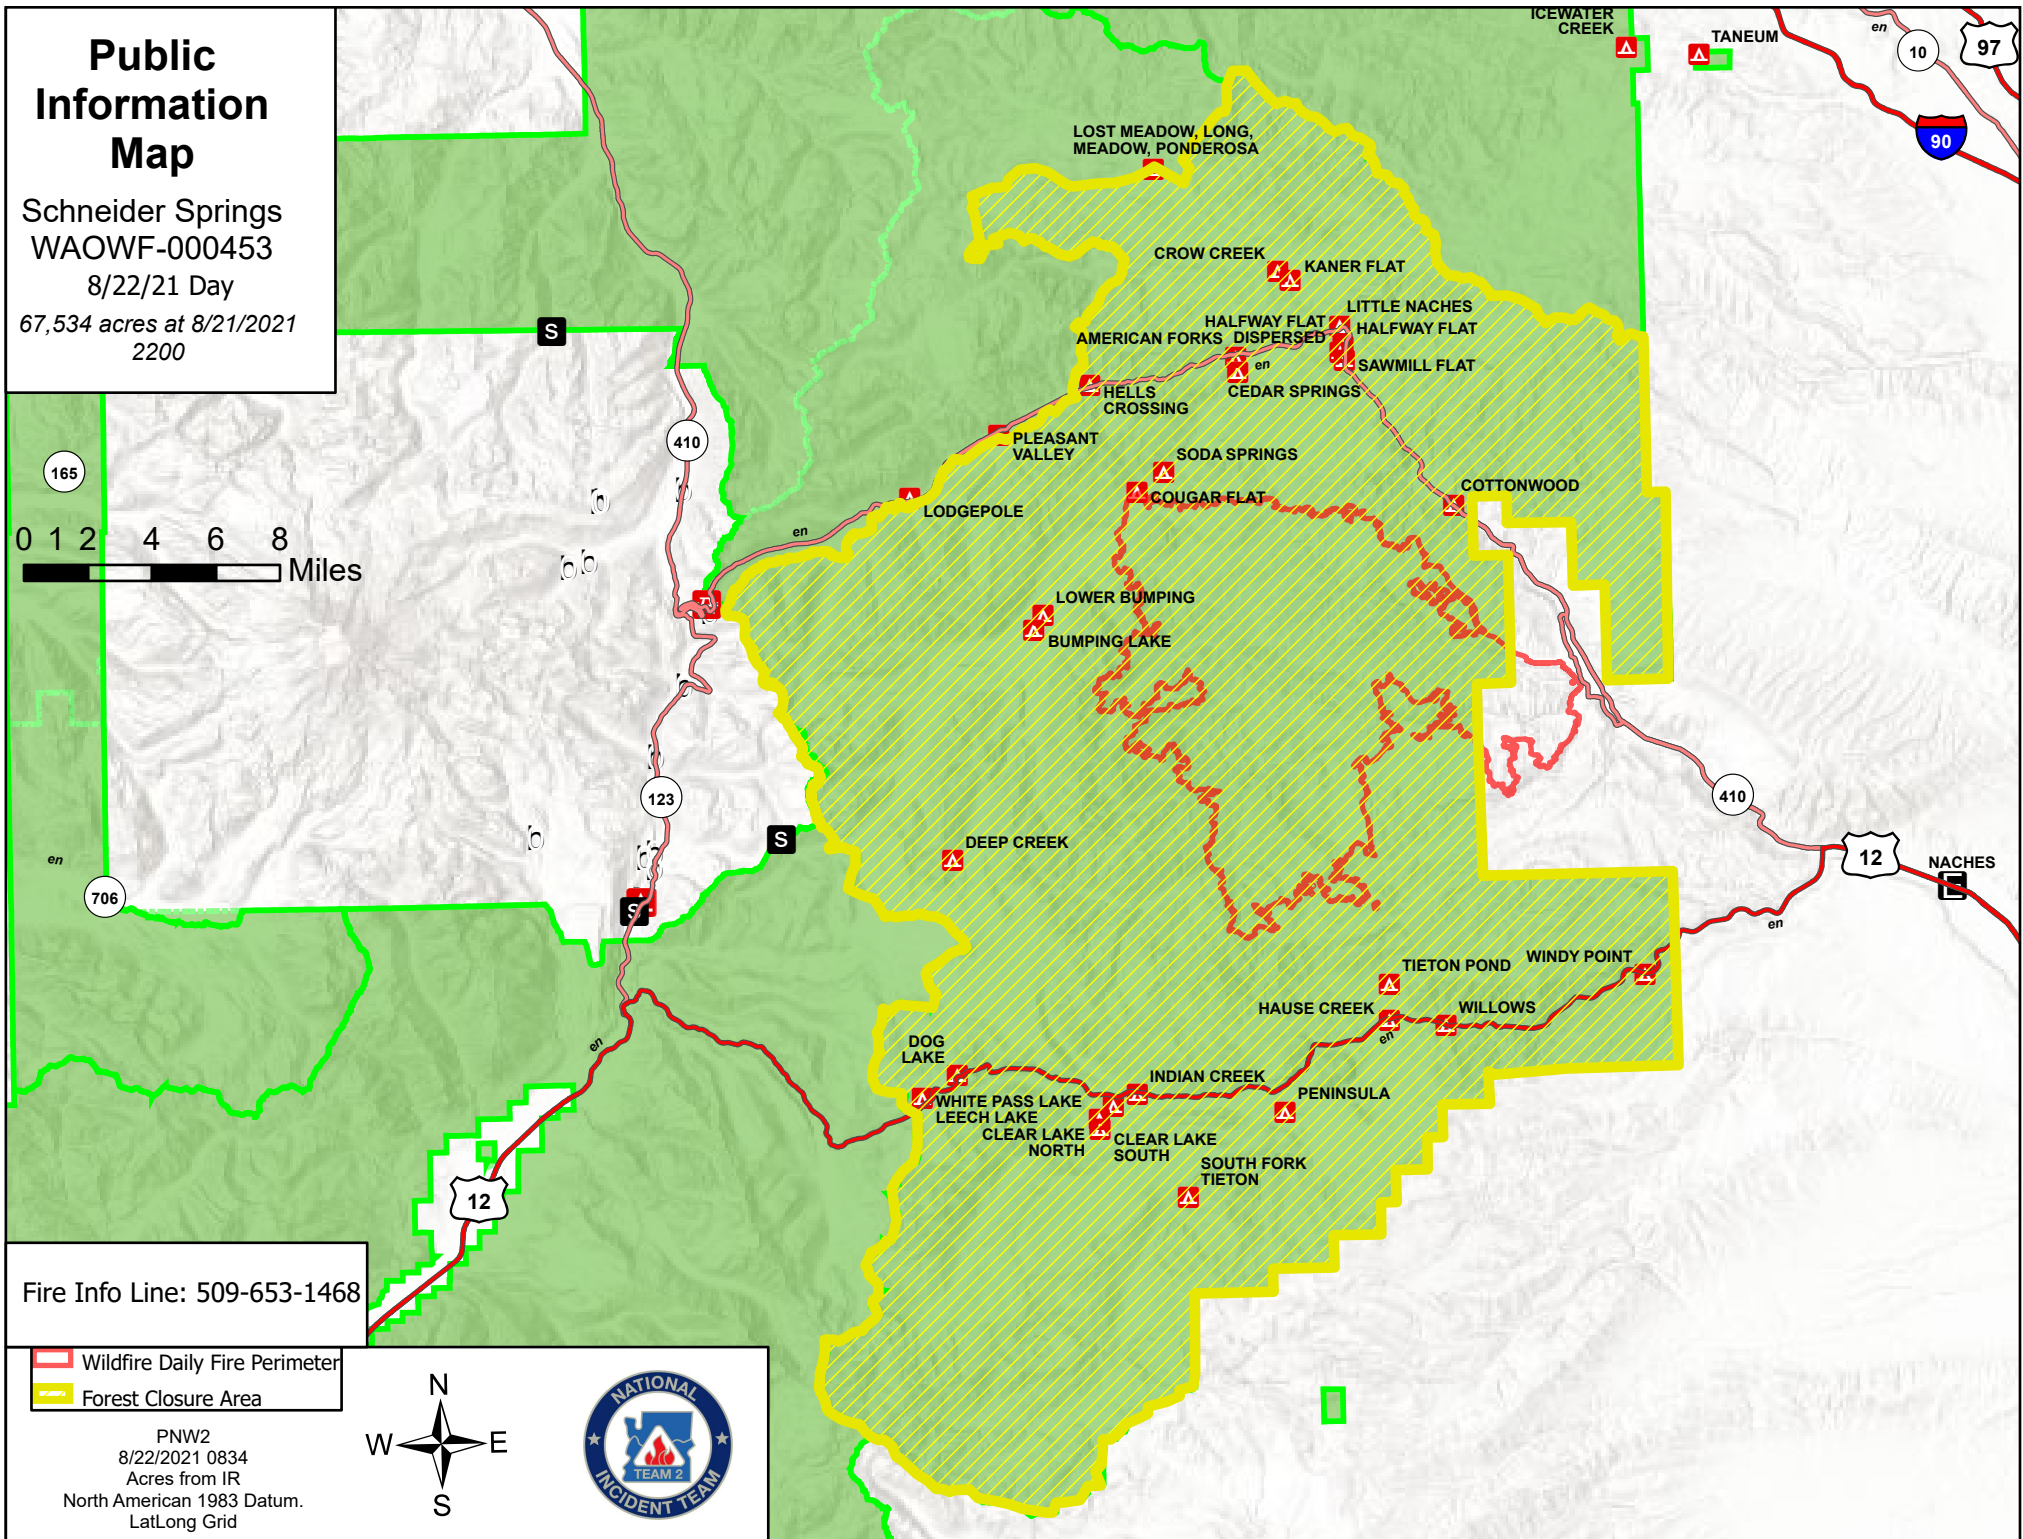 Public
Information
Map
Schneider Springs
WAOWF-000453
8/22/21 Day
67,534 acres at 8/21/2021
2200
ICEWATER
CREEK
TANEUM
en
10
97
90
LOST MEADOW, LONG,
MEADOW, PONDEROSA
CROW CREEK
KANER FLAT
LITTLE NACHES
HALFWAY FLAT
DISPERSED
HALFWAY FLAT
AMERICAN FORKS
SAWMILL FLAT
en
CEDAR SPRINGS
HELLS
CROSSING
PLEASANT
VALLEY
SODA SPRINGS
COUGAR FLAT
COTTONWOOD
LODGEPOLE
en
S
410
165
0 1 2 4 6 8
Miles
b
b
b
b
LOWER BUMPING
BUMPING LAKE
b
b
123
410
S
b
b
DEEP CREEK
en
706
S
12
NACHES
E
en
TIETON POND
WINDY POINT
HAUSE CREEK
WILLOWS
en
en
DOG
LAKE
INDIAN CREEK
PENINSULA
WHITE PASS LAKE
LEECH LAKE
CLEAR LAKE
NORTH
CLEAR LAKE
SOUTH
SOUTH FORK
TIETON
12
Fire Info Line: 509-653-1468
Wildfire Daily Fire Perimeter
Forest Closure Area
PNW2
8/22/2021 0834
Acres from IR
North American 1983 Datum.
LatLong Grid
N
W
E
S
NATIONAL
TEAM 2
INCIDENT TEAM